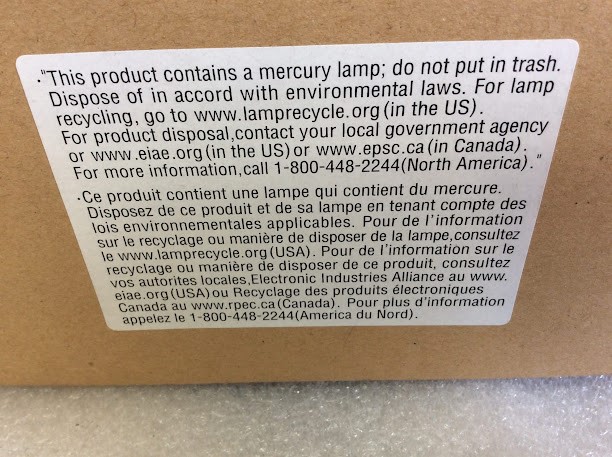 ."This product contains a mercury lamp; do not put in trash.
Dispose of in accord with environmental laws. For lamp
recycling, go to www.lamprecycle.org (in the US).
For product disposal,contact your local government agency
or www.eiae.org (in the US) or www.epsc.ca (in Canada).
For more information,call 1-800-448-2244(North America)."
.Ce produit contient une lampe qui contient du mercure.
Disposez de ce produit et de sa lampe en tenant compte des
lois environnementales applicables. Pour de l'information
sur le recyclage ou manière de disposer de la lampe,consultez
le www.lamprecycle.org (USA). Pour de l'information sur le
recyclage ou manière de disposer de ce produit, consultez
vos autorites locales,Electronic Industries Alliance au www.
eiae.org (USA) ou Recyclage des produits électroniques
Canada au www.rpec.ca (Canada). Pour plus d'information
appelez le 1-800-448-2244(America du Nord).